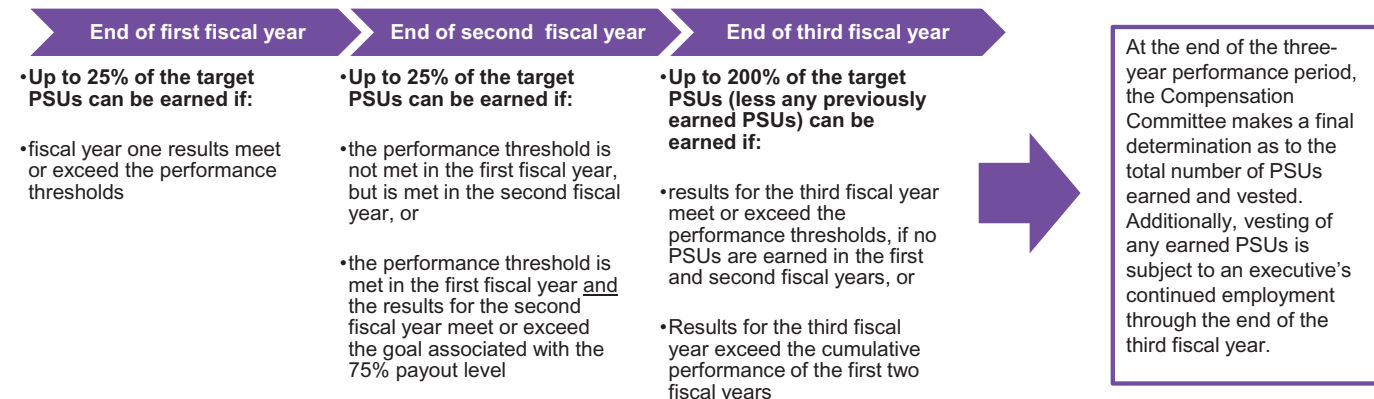 End of first fiscal year
•Up to 25% of the target
PSUs can be earned if:
•fiscal year one results meet
or exceed the performance
thresholds
End of second fiscal year
•Up to 25% of the target
PSUs can be earned if:
•the performance threshold is
not met in the first fiscal year,
but is met in the second fiscal
year, or
•the performance threshold is
met in the first fiscal year and
the results for the second
fiscal year meet or exceed
the goal associated with the
75% payout level
End of third fiscal year
•Up to 200% of the target
PSUs (less any previously
earned PSUs) can be
earned if:
•results for the third fiscal year
meet or exceed the
performance thresholds, if no
PSUs are earned in the first
and second fiscal years, or
•Results for the third fiscal
year exceed the cumulative
performance of the first two
fiscal years
At the end of the three-
year performance period,
the Compensation
Committee makes a final
determination as to the
total number of PSUs
earned and vested.
Additionally, vesting of
any earned PSUs is
subject to an executive's
continued employment
through the end of the
third fiscal year.